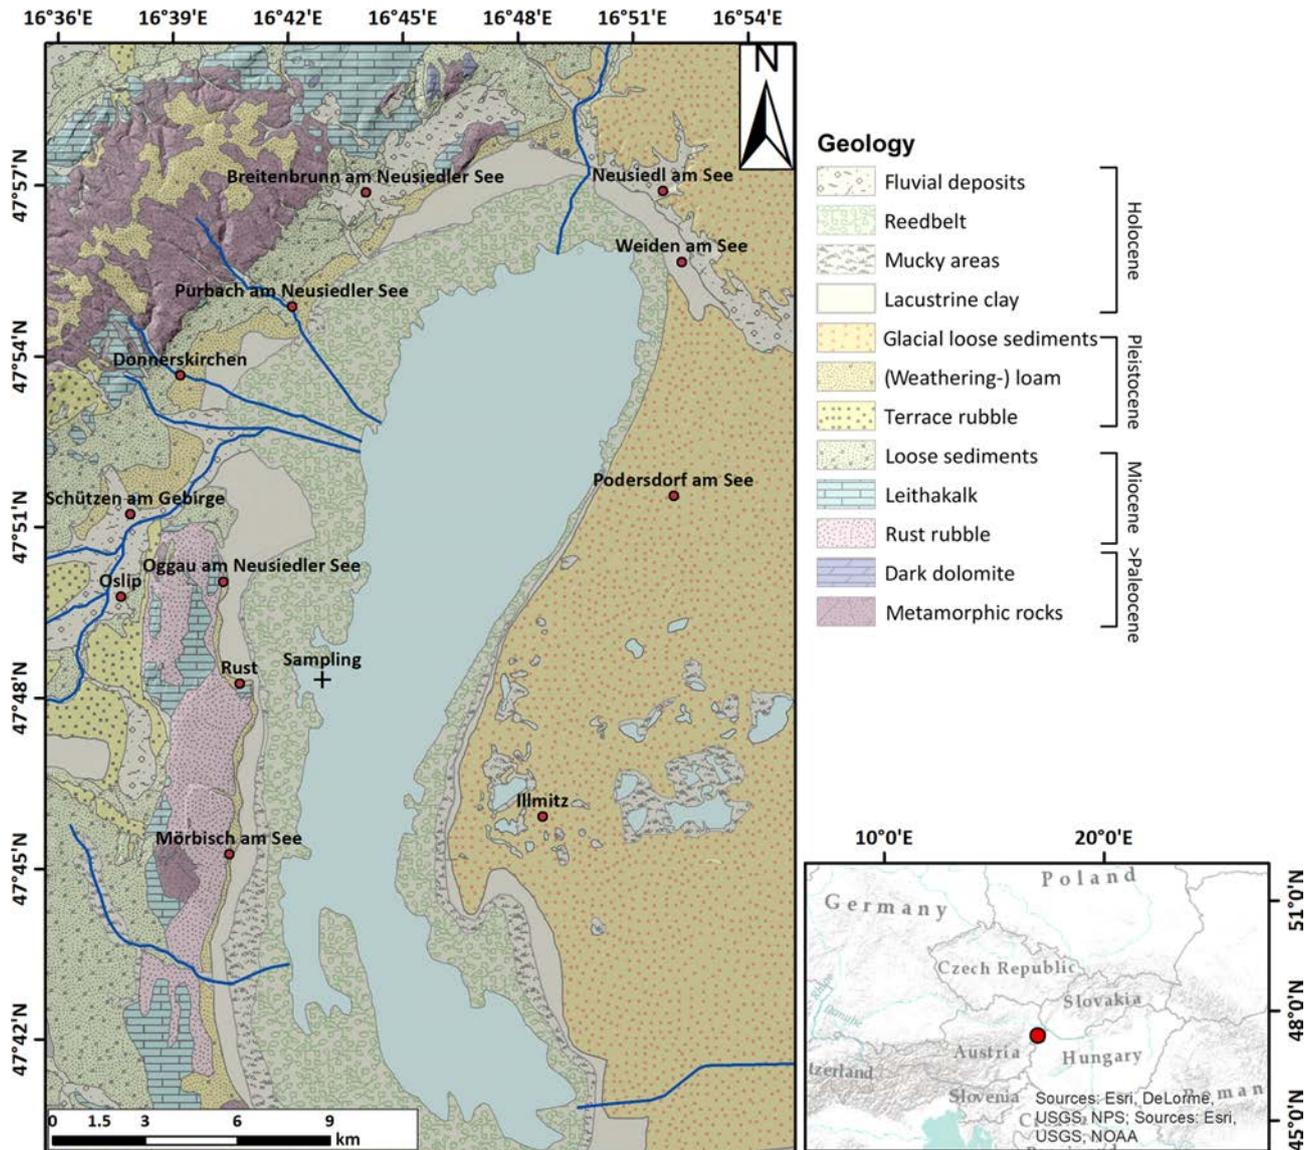 16°36'E 16°39'E 16°42'E 16°45'E 16°48'E 16°51'E 16°54'E
N
47°57'N
47°54'N
47°51'N
47°48'N
47°45'N
47°42'N
Breitenbrunn am Neusiedler See
Neusiedl am See
Weiden am See
Purbach am Neusiedler See
Donnerskirchen
Podersdorf am See
Schützen am Gebirge
Oggau am Neusiedler See
Oslip
Sampling
Rust
Illmitz
Mörbisch am See
0 1.5 3 6 9
km
Geology
Fluvial deposits
Reedbelt
Mucky areas
Lacustrine clay
Glacial loose sediments
(Weathering-) loam
Terrace rubble
Loose sediments
Leithakalk
Rust rubble
Dark dolomite
Metamorphic rocks
Holocene
Pleistocene
Miocene
>Paleocene
10°0'E 20°0'E
51°0'N
48°0'N
45°0'N
Poland
Germany
Czech Republic
Slovakia
Rhine
Danube
Austria
Hungary
tzerland
Slovenia
Sources: Esri, DeLorme,
USGS, NPS; Sources: Esri,
USGS, NOAA